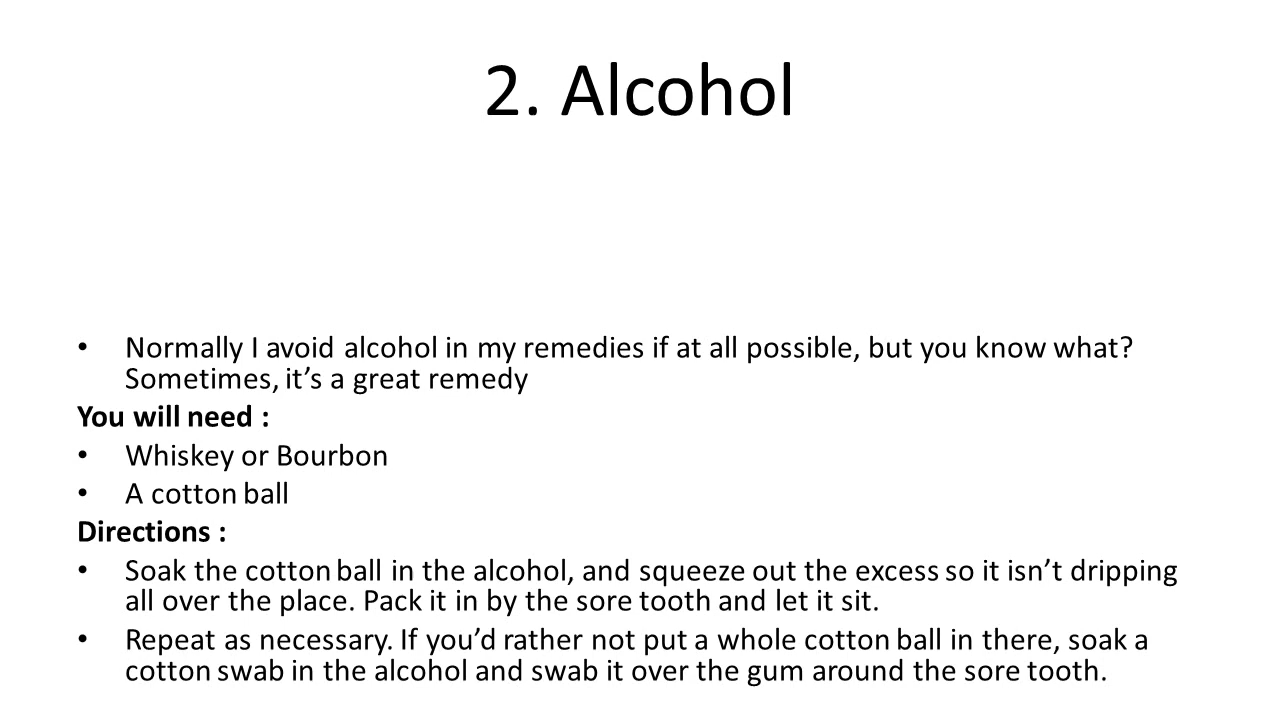 2. Alcohol
• Normally I avoid alcohol in my remedies if at all possible, but you know what?
Sometimes, it’s a great remedy
You will need :
• Whiskey or Bourbon
• A cotton ball
Directions :
• Soak the cotton ball in the alcohol, and squeeze out the excess so it isn’t dripping
all over the place. Pack it in by the sore tooth and let it sit.
• Repeat as necessary. If you’d rather not put a whole cotton ball in there, soak a
cotton swab in the alcohol and swab it over the gum around the sore tooth.